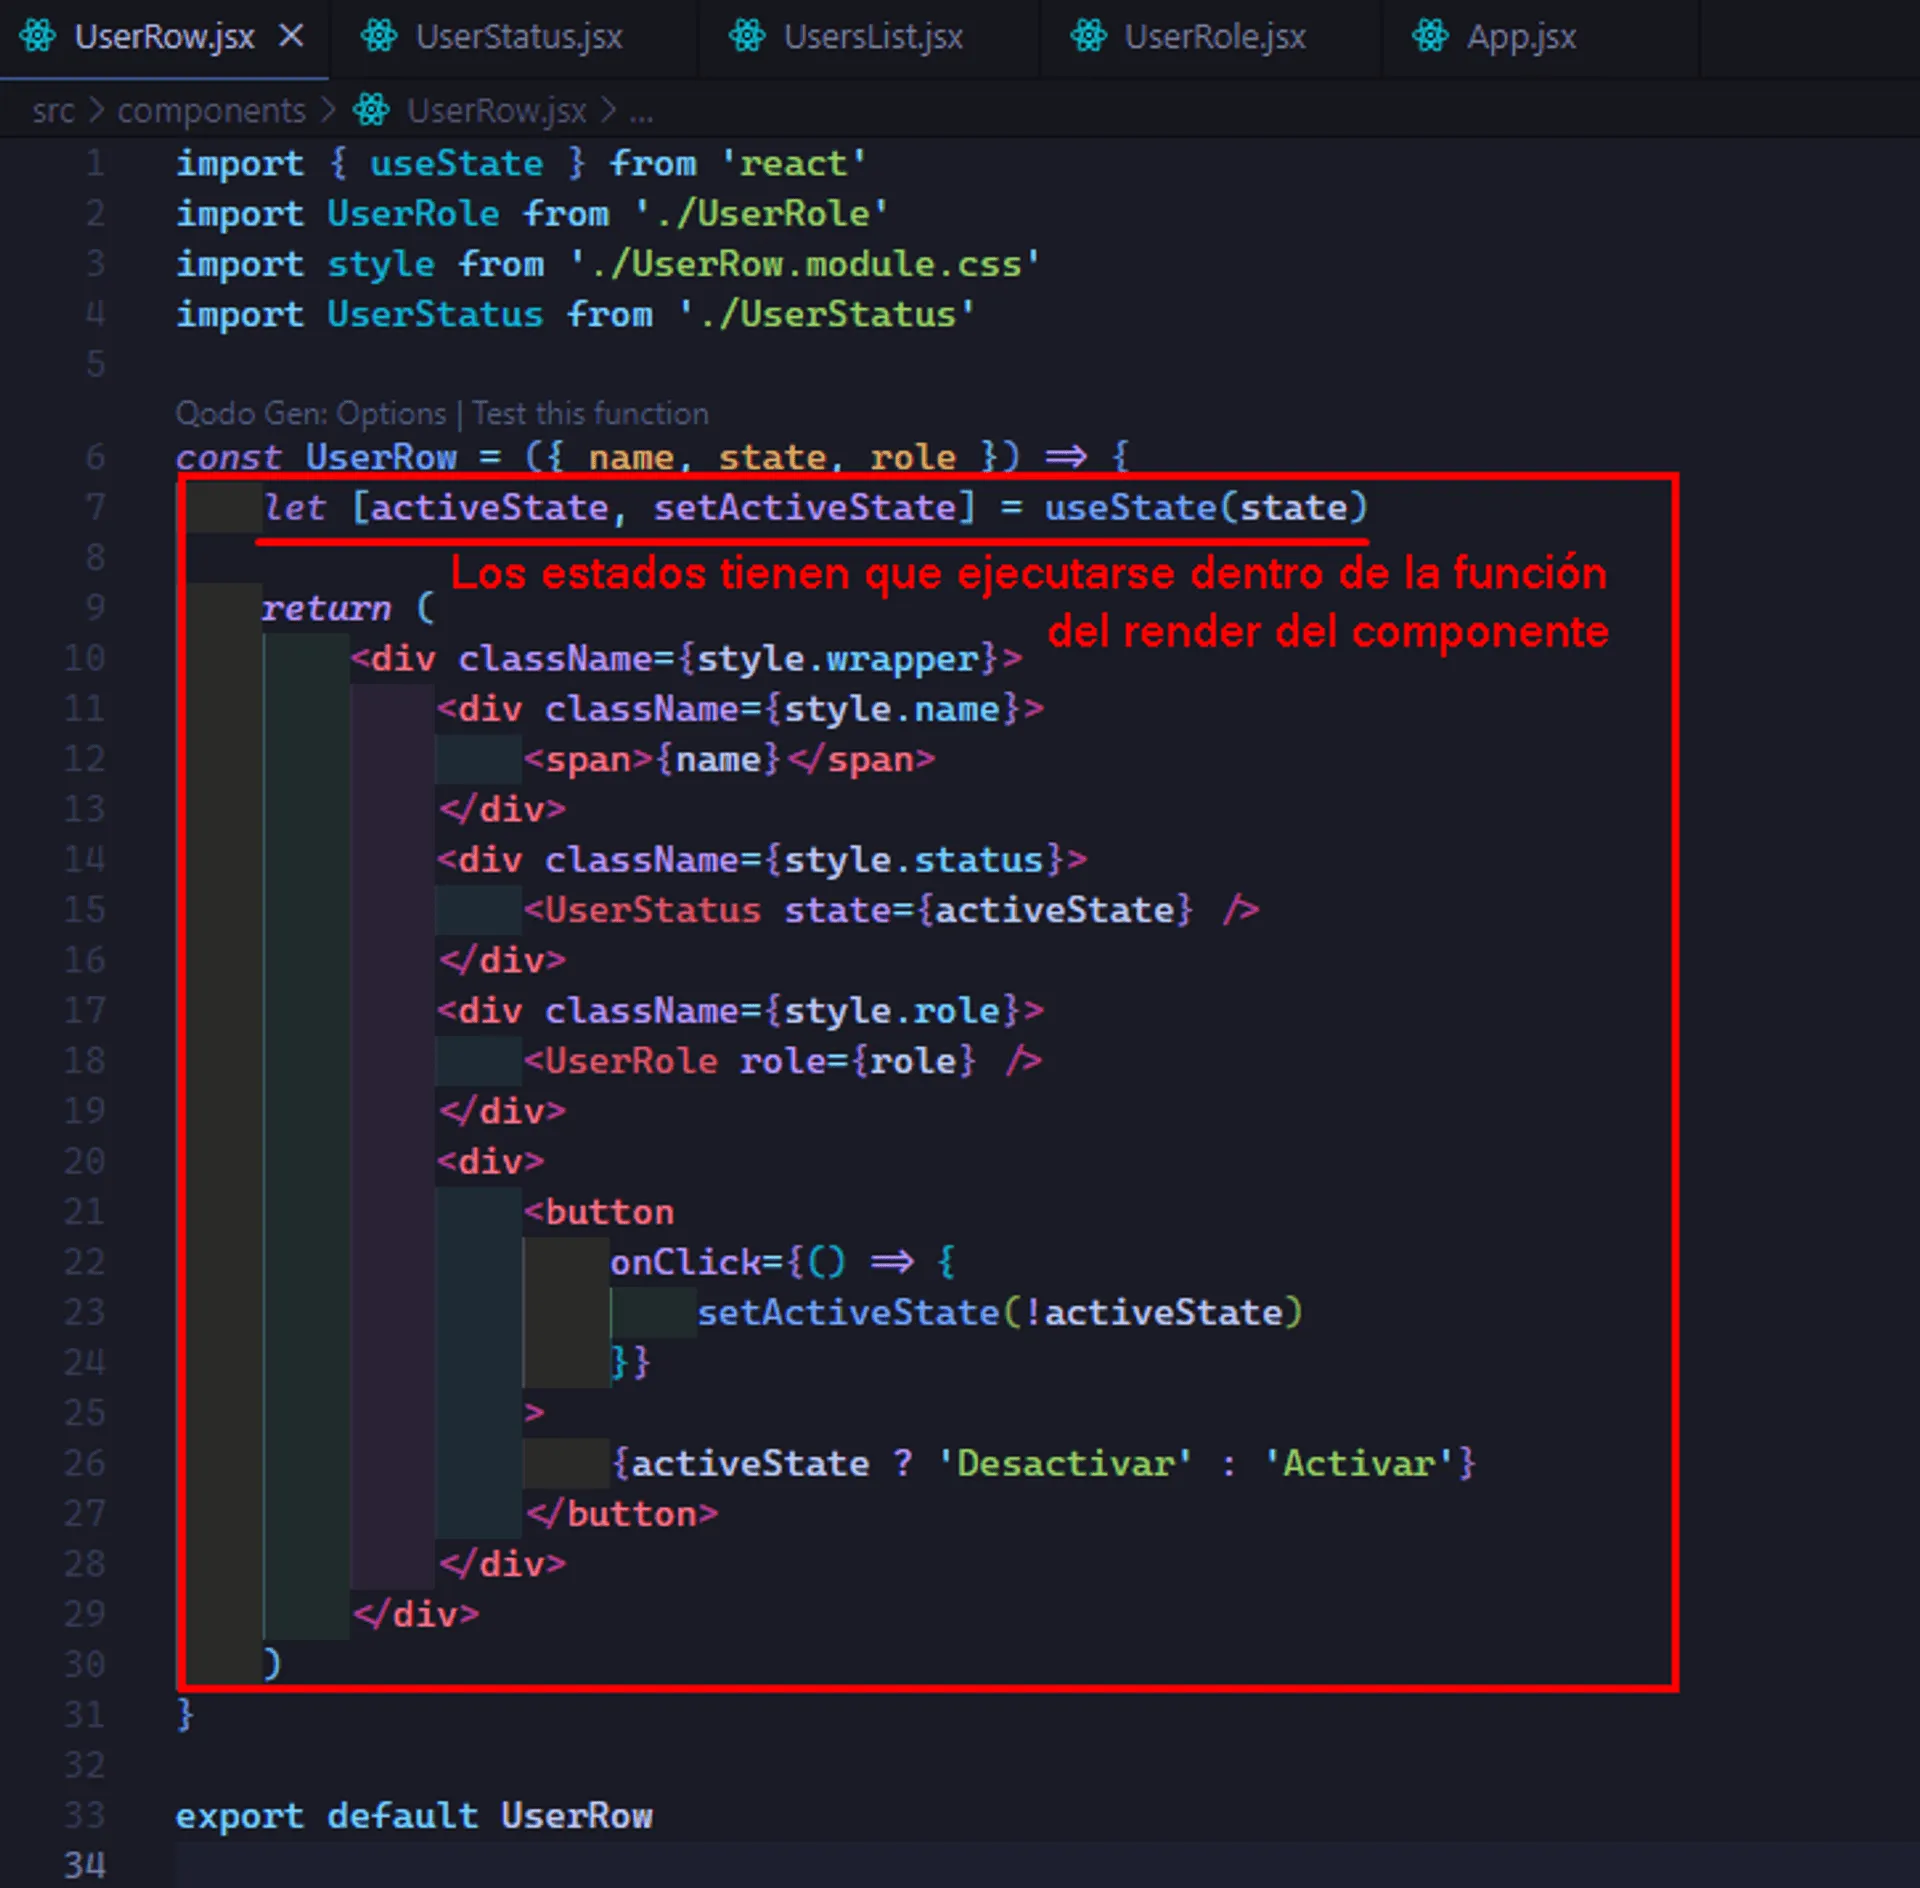 UserRow.jsx UserStatus.jsx UsersList.jsx UserRole.jsx App.jsx
src > components > UserRow.jsx > ...
1 import { useState } from 'react'
2 import UserRole from './UserRole'
3 import style from './UserRow.module.css'
4 import UserStatus from './UserStatus'
5
Qodo Gen: Options | Test this function
6 const UserRow = ({ name, state, role }) => {
7 let [activeState, setActiveState] = useState(state)
8 Los estados tienen que ejecutarse dentro de la función
9 return (
del render del componente
10 <div className={style.wrapper}>
11 <div className={style.name}>
12 <span>{name}</span>
13 </div>
14 <div className={style.status}>
15 <UserStatus state={activeState} />
16 </div>
17 <div className={style.role}>
18 <UserRole role={role} />
19 </div>
20 <div>
21 <button
22 onClick={() => {
23 setActiveState(!activeState)
24 }}
25 >
26 {activeState ? 'Desactivar' : 'Activar'}
27 </button>
28 </div>
29 </div>
30 )
31 }
32
33 export default UserRow
34